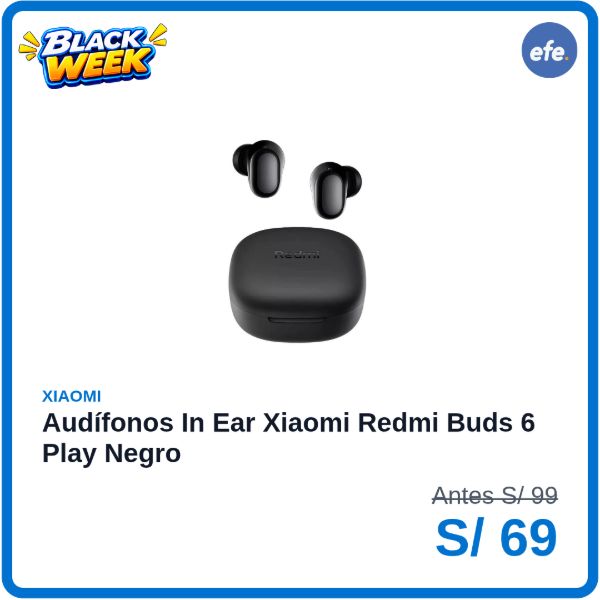 BLACK
WEEK
efe.
Redmi
XIAOMI
Audífonos In Ear Xiaomi Redmi Buds 6
Play Negro
Antes S/ 99
S/ 69